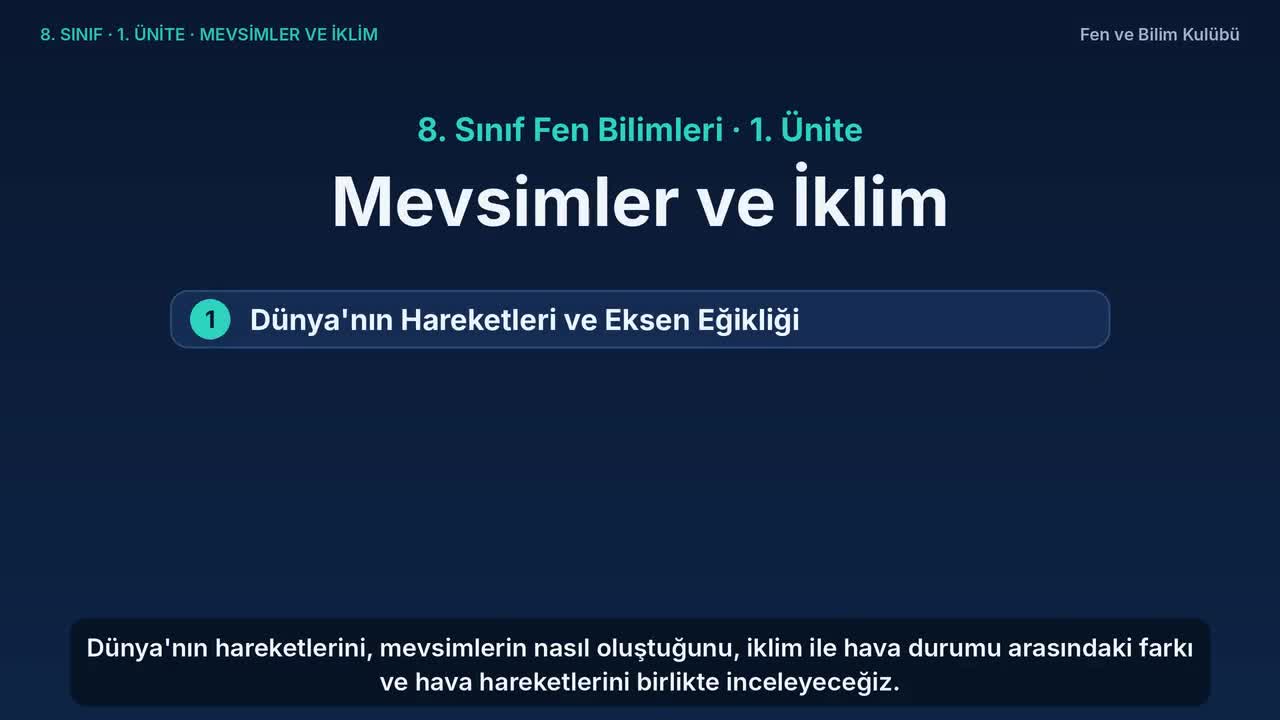 8. SINIF · 1. ÜNİTE · MEVSİMLER VE İKLİM
Fen ve Bilim Kulübü
8. Sınıf Fen Bilimleri · 1. Ünite
Mevsimler ve İklim
1 Dünya'nın Hareketleri ve Eksen Eğikliği
Dünya'nın hareketlerini, mevsimlerin nasıl oluştuğunu, iklim ile hava durumu arasındaki farkı
ve hava hareketlerini birlikte inceleyeceğiz.